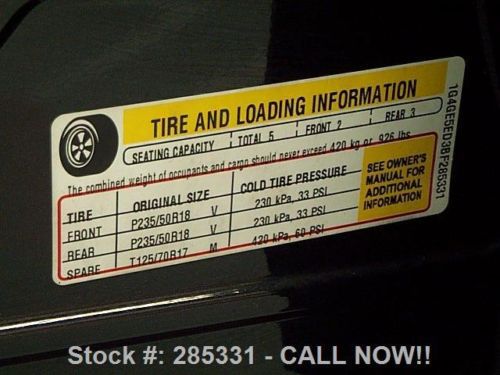 TIRE AND LOADING INFORMATION
SEATING CAPACITY TOTAL 5 FRONT 2 REAR 3
The combined weight of occupants and cargo should never exceed 420 kg or 926 lbs.
TIRE ORIGINAL SIZE COLD TIRE PRESSURE
FRONT P235/50R18 V 230 kPa, 33 PSI
REAR P235/50R18 V 230 kPa, 33 PSI
SPARE T125/70R17 M 420 kPa, 60 PSI
SEE OWNER'S
MANUAL FOR
ADDITIONAL
INFORMATION
1G4GE5ED3BF285331
Stock #: 285331 - CALL NOW!!